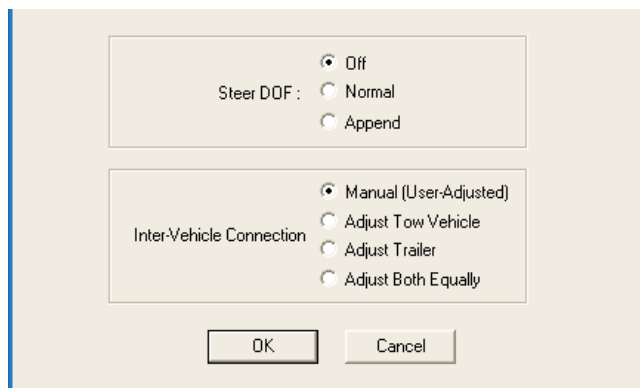 Off
Steer DOF :
Normal
Append
Manual (User-Adjusted)
Adjust Tow Vehicle
Inter-Vehicle Connection
Adjust Trailer
Adjust Both Equally
OK
Cancel